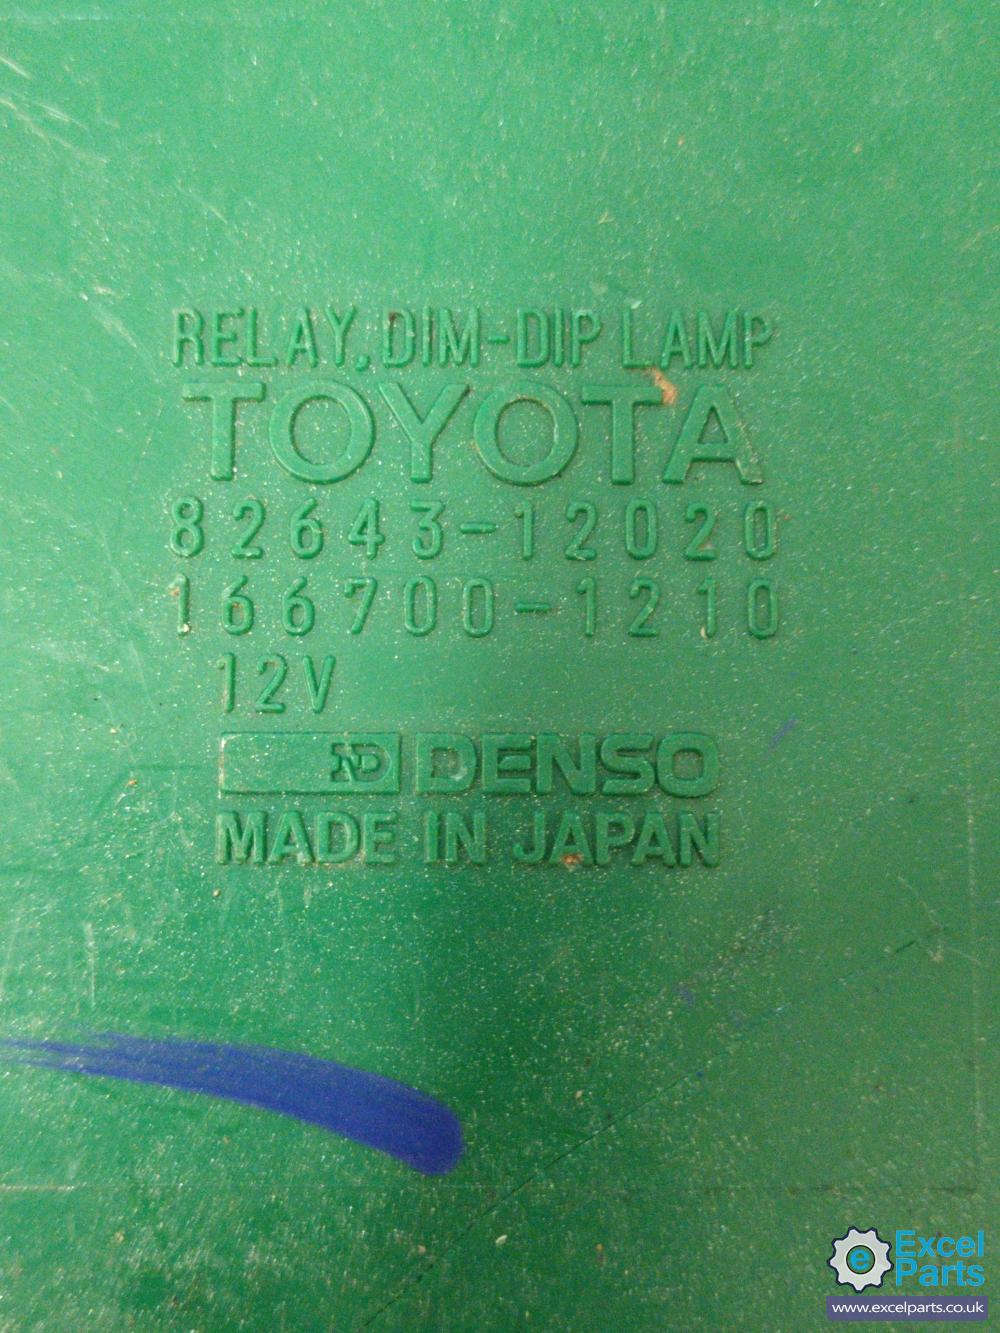 RELAY, DIM-DIP LAMP
TOYOTA
82643-12020
166700-1210
12V
ND DENSO
MADE IN JAPAN
e Excel
Parts
www.excelparts.co.uk